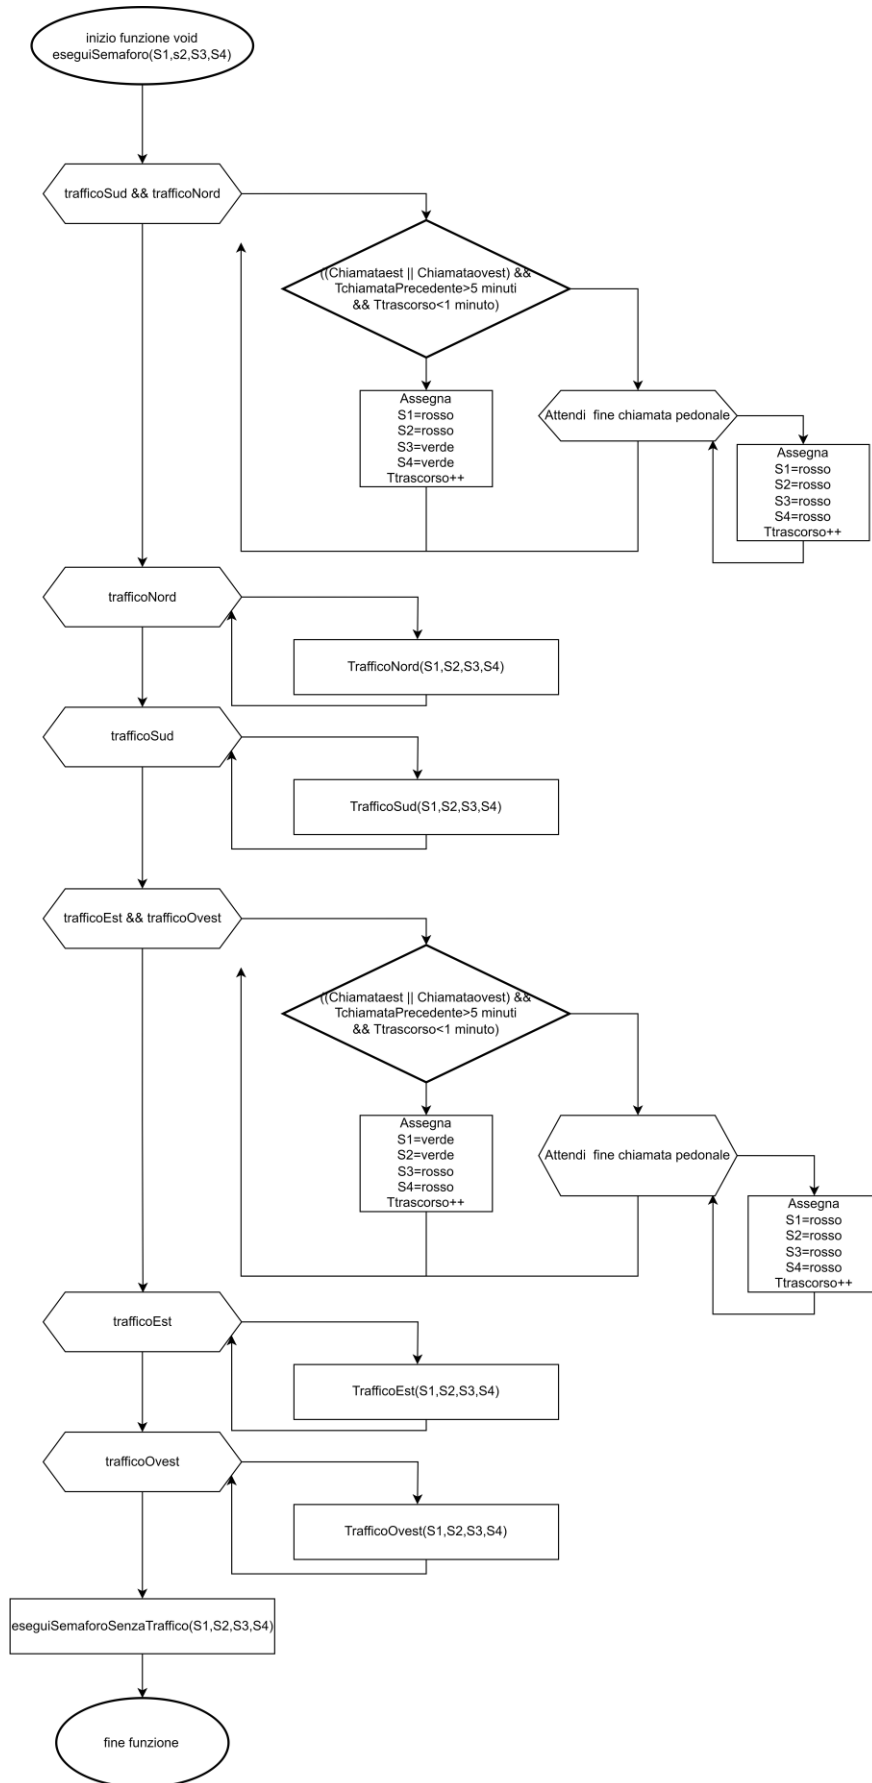 inizio funzione void
eseguiSemaforo(S1,s2,S3,S4)
trafficoSud && trafficoNord
((Chiamataest || Chiamataovest) &&
TchiamataPrecedente>5 minuti
&& Ttrascorso<1 minuto)
Assegna
S1=rosso
S2=rosso
S3=verde
S4=verde
Ttrascorso++
Attendi fine chiamata pedonale
Assegna
S1=rosso
S2=rosso
S3=rosso
S4=rosso
Ttrascorso++
trafficoNord
TrafficoNord(S1,S2,S3,S4)
trafficoSud
TrafficoSud(S1,S2,S3,S4)
trafficoEst && trafficoOvest
((Chiamataest || Chiamataovest) &&
TchiamataPrecedente>5 minuti
&& Ttrascorso<1 minuto)
Assegna
S1=verde
S2=verde
S3=rosso
S4=rosso
Ttrascorso++
Attendi fine chiamata pedonale
Assegna
S1=rosso
S2=rosso
S3=rosso
S4=rosso
Ttrascorso++
trafficoEst
TrafficoEst(S1,S2,S3,S4)
trafficoOvest
TrafficoOvest(S1,S2,S3,S4)
eseguiSemaforoSenzaTraffico(S1,S2,S3,S4)
fine funzione